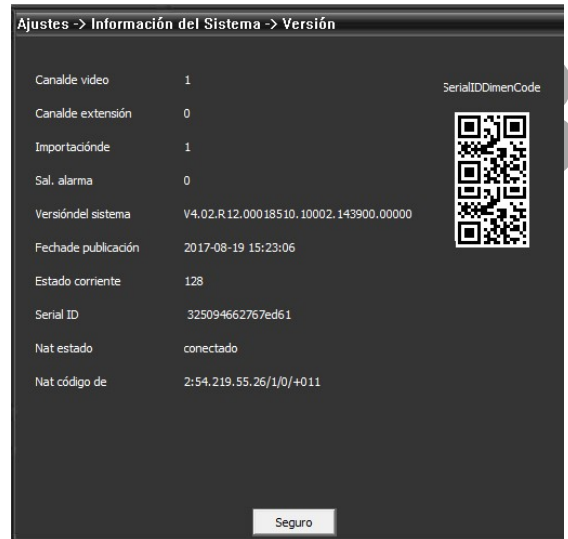 Ajustes -> Información del Sistema -> Versión
SerialIDDimenCode
Canalde video 1
Canalde extensión 0
Importaciónde 1
Sal. alarma 0
Versióndel sistema V4.02.R12.00018510.10002.143900.00000
Fechade publicación 2017-08-19 15:23:06
Estado corriente 128
Serial ID 325094662767ed61
Nat estado conectado
Nat código de 2:54.219.55.26/1/0/+011
Seguro